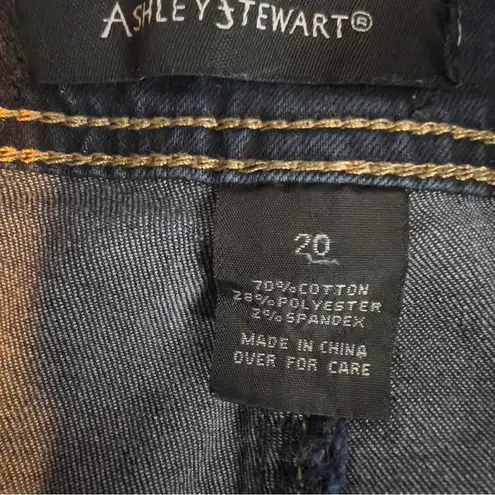 ASHLEY STEWART®
20
70% COTTON
28% POLYESTER
2% SPANDEX
MADE IN CHINA
OVER FOR CARE